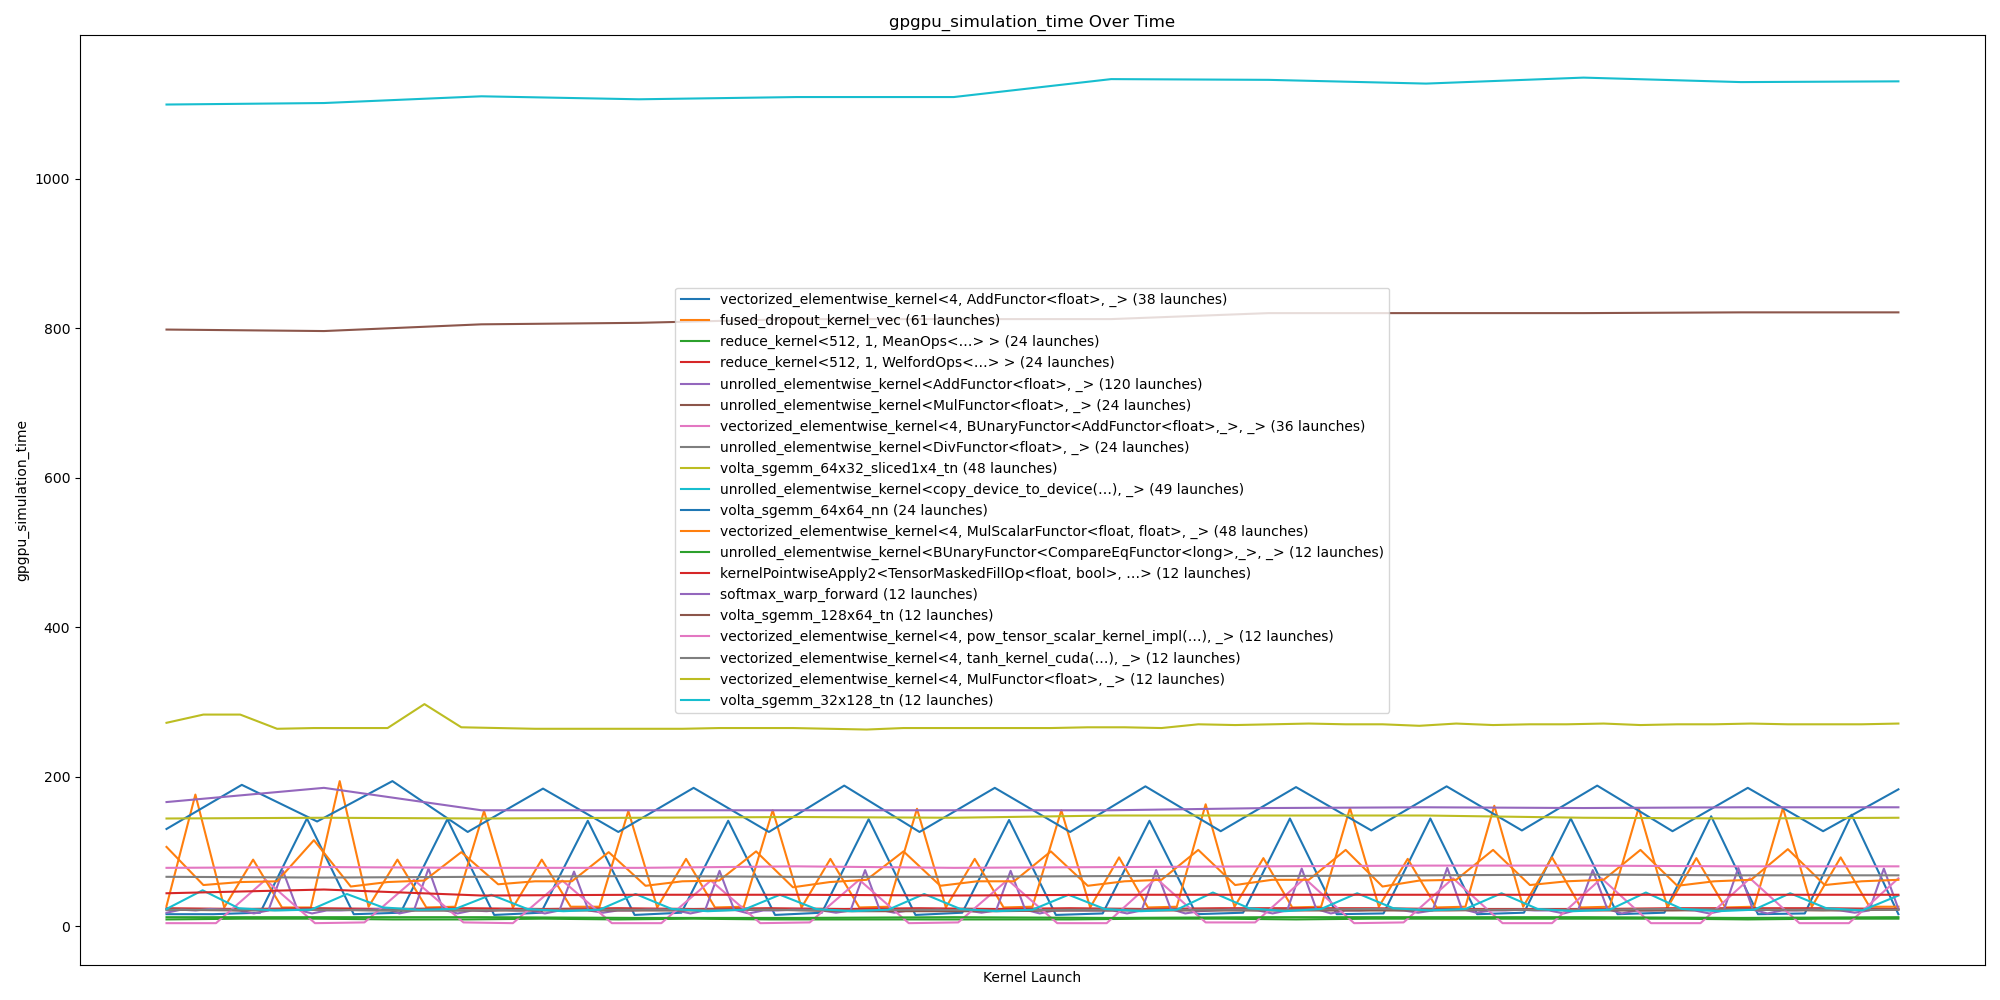 gpgpu_simulation_time Over Time
1000
800
600
400
200
0
gpgpu_simulation_time
Kernel Launch
vectorized_elementwise_kernel<4, AddFunctor<float>, _> (38 launches)
fused_dropout_kernel_vec (61 launches)
reduce_kernel<512, 1, MeanOps<...> > (24 launches)
reduce_kernel<512, 1, WelfordOps<...> > (24 launches)
unrolled_elementwise_kernel<AddFunctor<float>, _> (120 launches)
unrolled_elementwise_kernel<MulFunctor<float>, _> (24 launches)
vectorized_elementwise_kernel<4, BUnaryFunctor<AddFunctor<float>,_>, _> (36 launches)
unrolled_elementwise_kernel<DivFunctor<float>, _> (24 launches)
volta_sgemm_64x32_sliced1x4_tn (48 launches)
unrolled_elementwise_kernel<copy_device_to_device(...), _> (49 launches)
volta_sgemm_64x64_nn (24 launches)
vectorized_elementwise_kernel<4, MulScalarFunctor<float, float>, _> (48 launches)
unrolled_elementwise_kernel<BUnaryFunctor<CompareEqFunctor<long>,_>, _> (12 launches)
kernelPointwiseApply2<TensorMaskedFillOp<float, bool>, ...> (12 launches)
softmax_warp_forward (12 launches)
volta_sgemm_128x64_tn (12 launches)
vectorized_elementwise_kernel<4, pow_tensor_scalar_kernel_impl(...), _> (12 launches)
vectorized_elementwise_kernel<4, tanh_kernel_cuda(...), _> (12 launches)
vectorized_elementwise_kernel<4, MulFunctor<float>, _> (12 launches)
volta_sgemm_32x128_tn (12 launches)